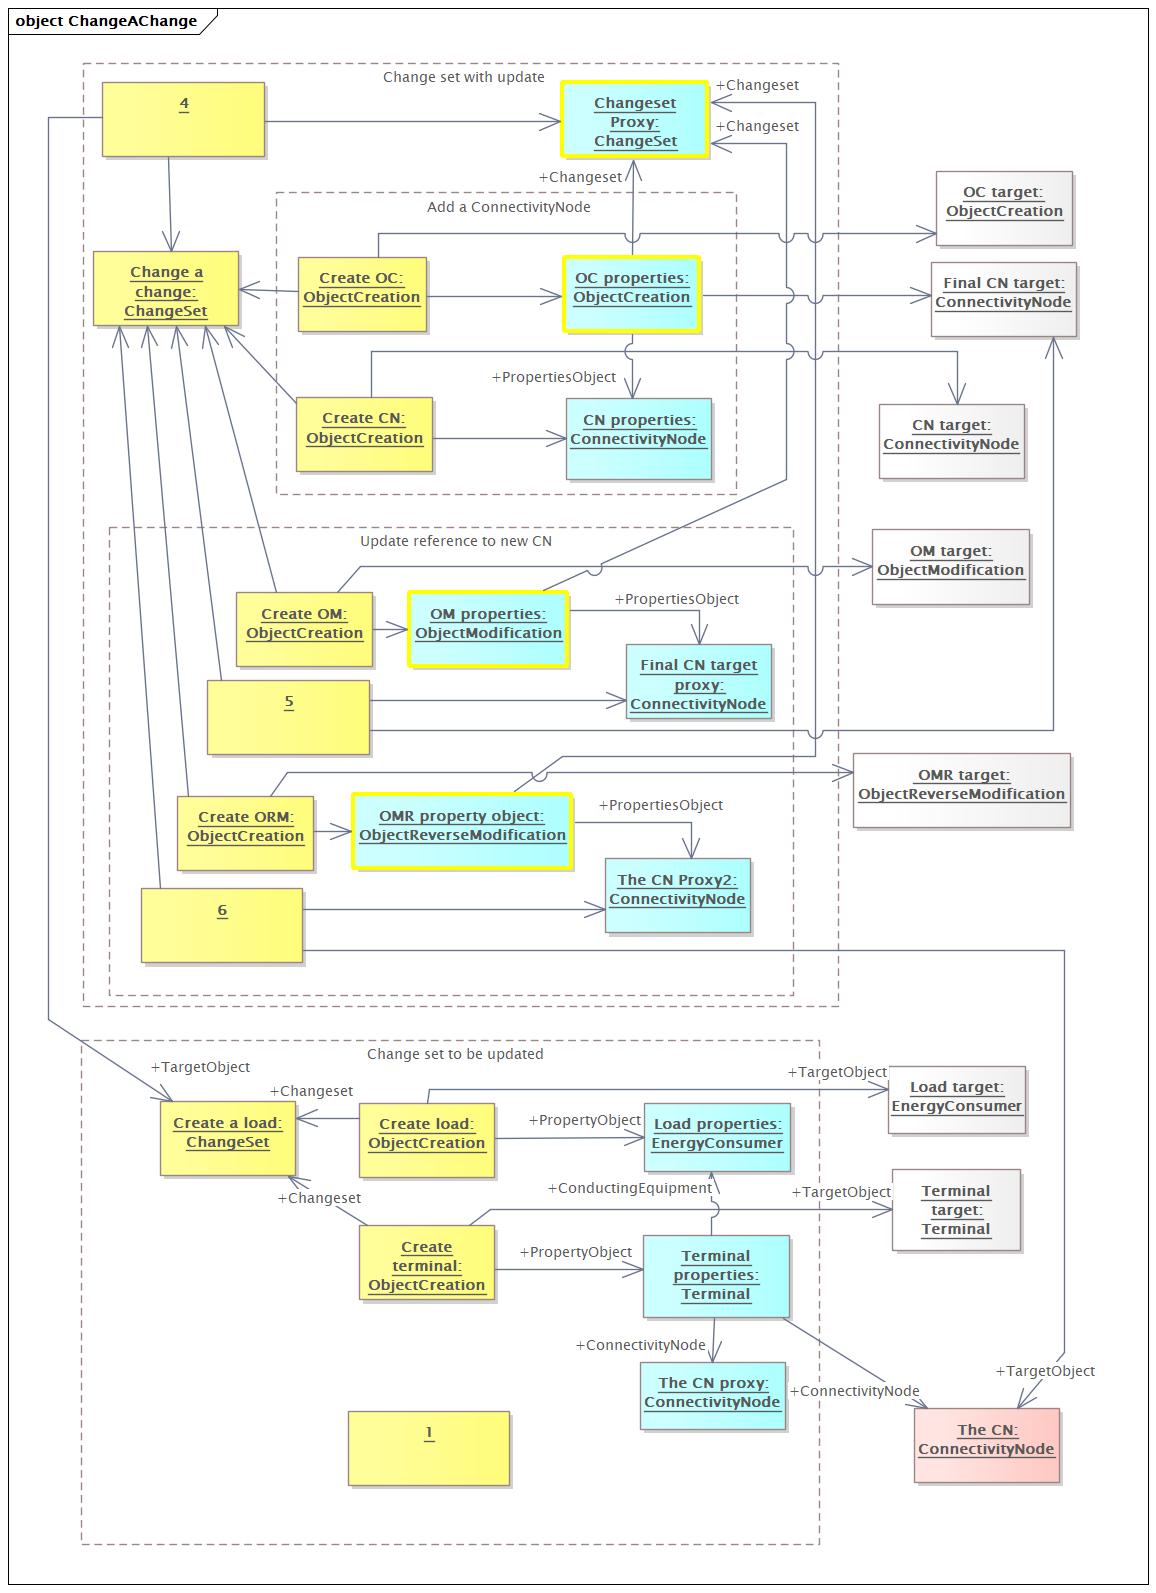 object ChangeAChange
Change set with update
4
Changeset
Proxy:
ChangeSet
+Changeset
+Changeset
+Changeset
Add a ConnectivityNode
OC target:
ObjectCreation
Change a
change:
ChangeSet
Create OC:
ObjectCreation
OC properties:
ObjectCreation
Final CN target:
ConnectivityNode
+PropertiesObject
Create CN:
ObjectCreation
CN properties:
ConnectivityNode
CN target:
ConnectivityNode
Update reference to new CN
OM target:
ObjectModification
Create OM:
ObjectCreation
OM properties:
ObjectModification
+PropertiesObject
Final CN target
proxy:
ConnectivityNode
5
OMR target:
ObjectReverseModification
Create ORM:
ObjectCreation
OMR property object:
ObjectReverseModification
+PropertiesObject
The CN Proxy2:
ConnectivityNode
6
Change set to be updated
+TargetObject
+Changeset
+TargetObject
Create a load:
ChangeSet
Create load:
ObjectCreation
+PropertyObject
Load properties:
EnergyConsumer
Load target:
EnergyConsumer
+Changeset
+ConductingEquipment
+TargetObject
Terminal
target:
Terminal
Create
terminal:
ObjectCreation
+PropertyObject
Terminal
properties:
Terminal
+ConnectivityNode
+TargetObject
The CN proxy:
ConnectivityNode
+ConnectivityNode
1
The CN:
ConnectivityNode